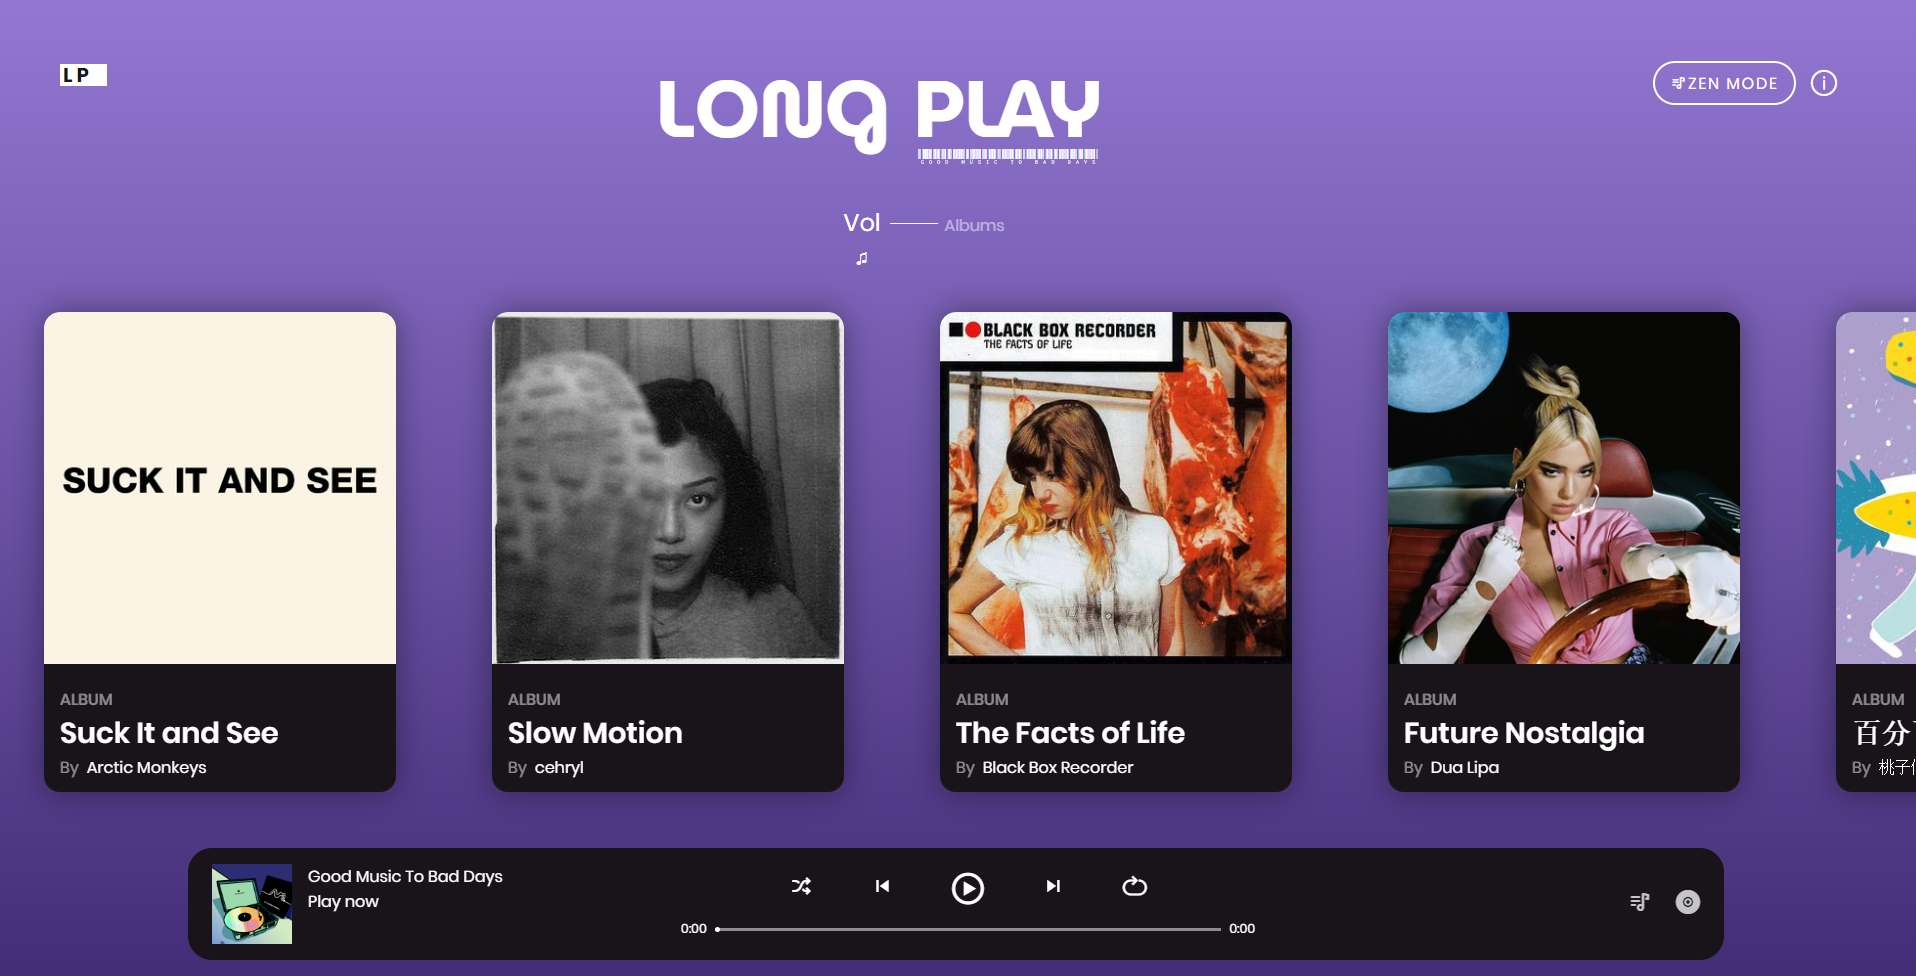 LP
LONG PLAY
GOOD MUSIC TO BAD DAYS
ZEN MODE
Vol
Albums
SUCK IT AND SEE
ALBUM
Suck It and See
By Arctic Monkeys
ALBUM
Slow Motion
By cehryl
BLACK BOX RECORDER
THE FACTS OF LIFE
ALBUM
The Facts of Life
By Black Box Recorder
ALBUM
Future Nostalgia
By Dua Lipa
ALBUM
百分
By 桃子
Good Music To Bad Days
Play now
0:00
0:00